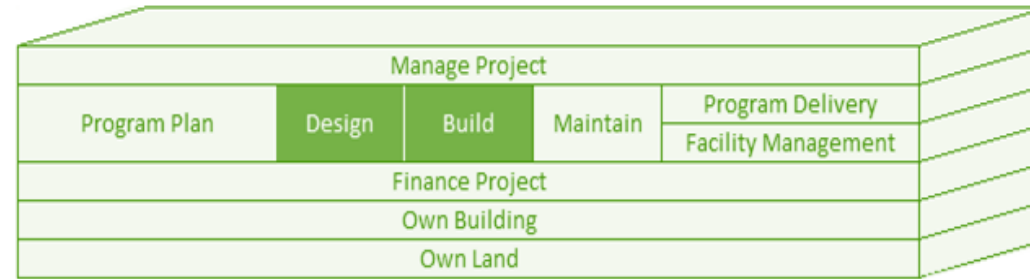 Manage Project
Program Plan
Design
Build
Maintain
Program Delivery
Facility Management
Finance Project
Own Building
Own Land